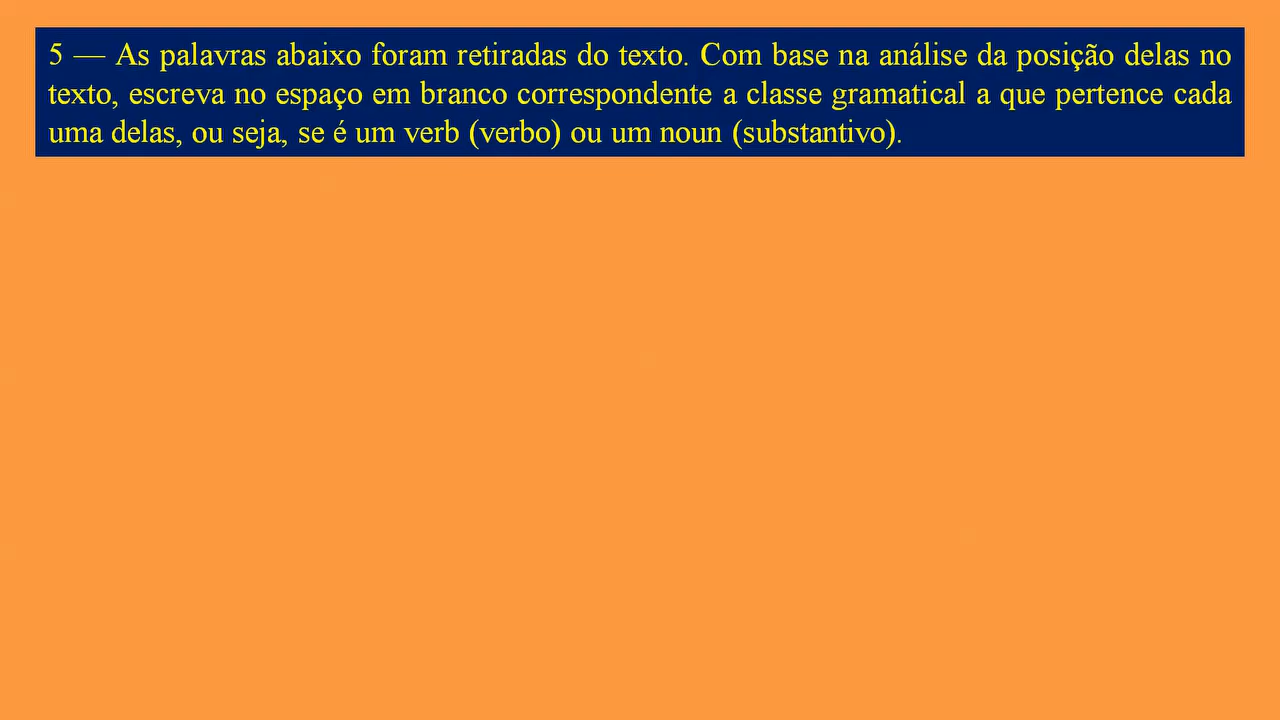 5 — As palavras abaixo foram retiradas do texto. Com base na análise da posição delas no
texto, escreva no espaço em branco correspondente a classe gramatical a que pertence cada
uma delas, ou seja, se é um verb (verbo) ou um noun (substantivo).